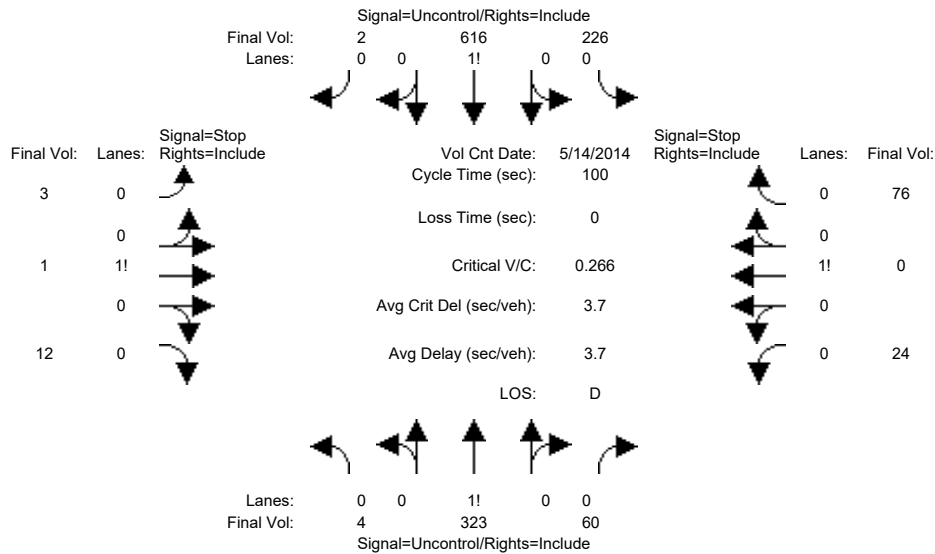 Signal=Uncontrol/Rights=Include
Final Vol: 2 616 226
Lanes: 0 0 1! 0 0
Signal=Stop
Final Vol: Lanes: Rights=Include
Vol Cnt Date: 5/14/2014
Signal=Stop
Rights=Include Lanes: Final Vol:
Cycle Time (sec): 100
3 0
0 76
Loss Time (sec): 0
0
0
1 1!
Critical V/C: 0.266
1! 0
0
Avg Crit Del (sec/veh): 3.7
0
12 0
Avg Delay (sec/veh): 3.7
0 24
LOS: D
Lanes: 0 0 1! 0 0
Final Vol: 4 323 60
Signal=Uncontrol/Rights=Include